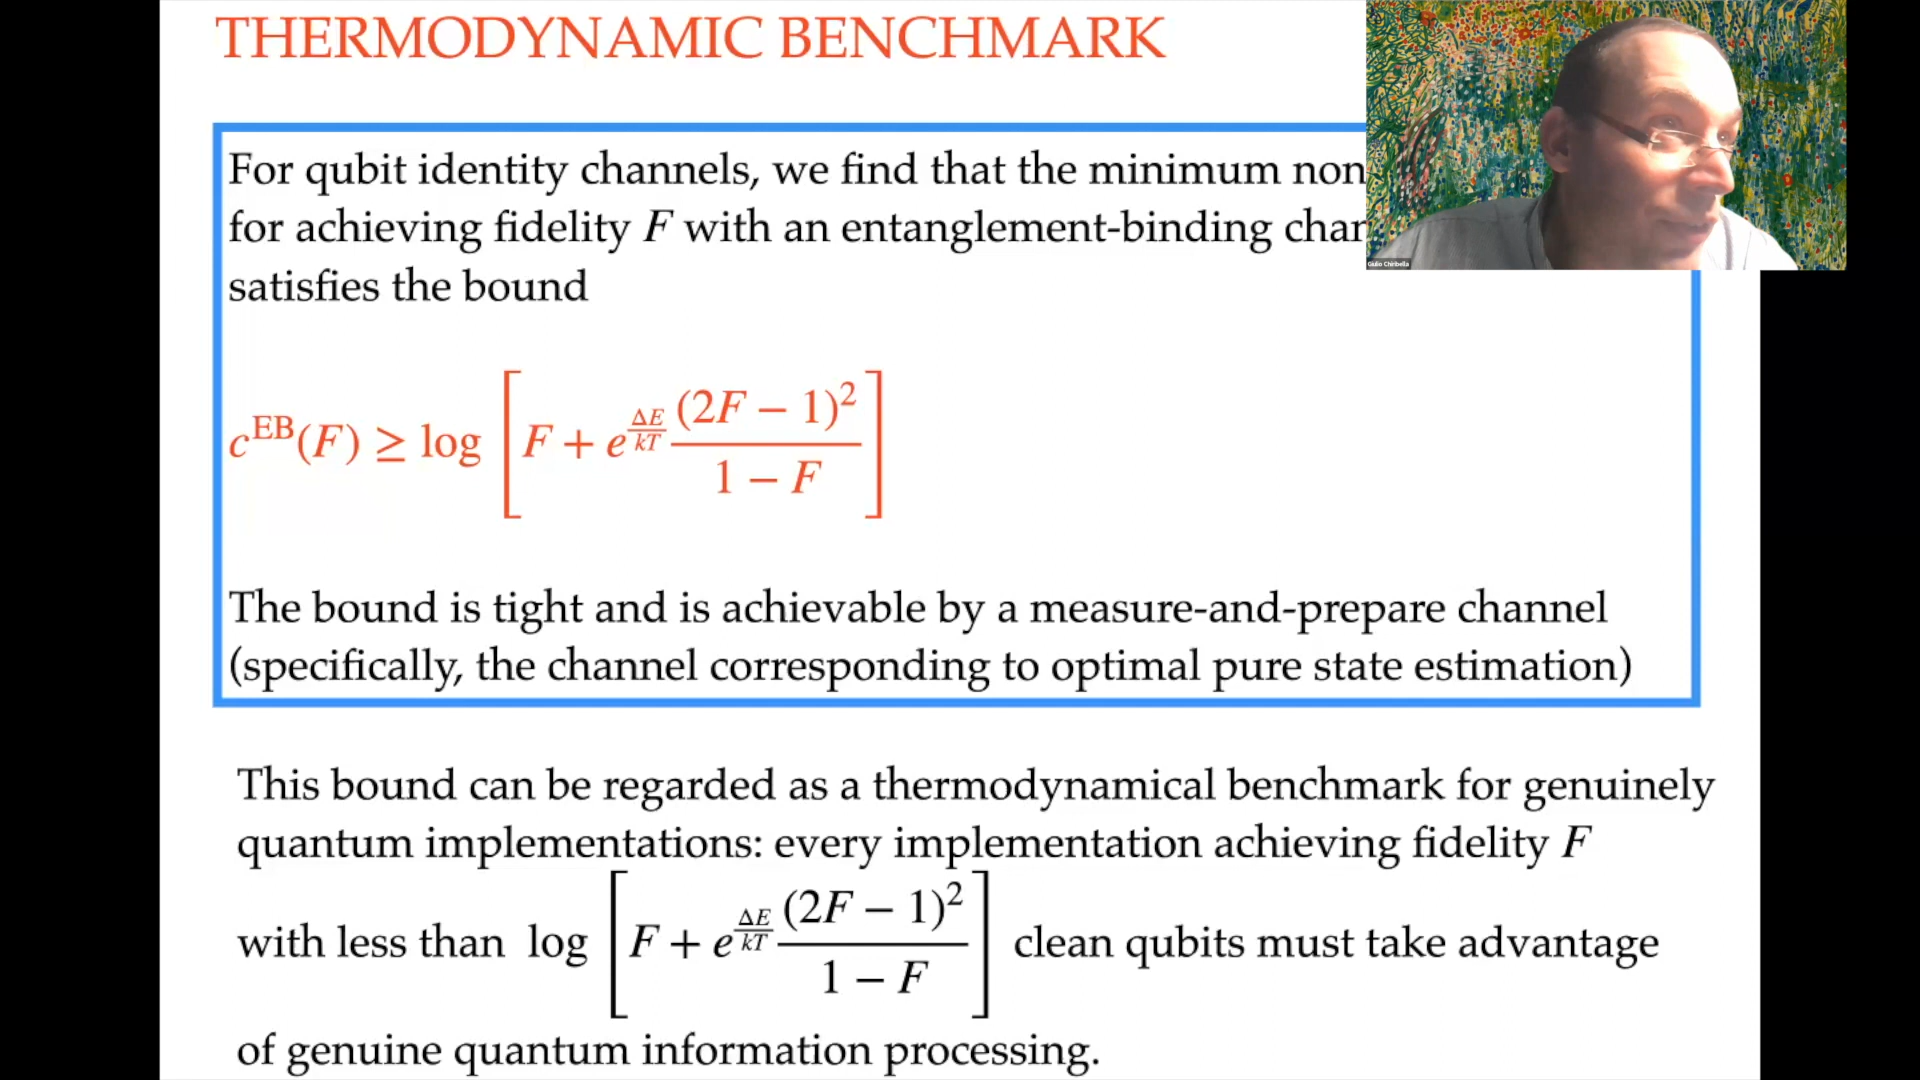 THERMODYNAMIC BENCHMARK
For qubit identity channels, we find that the minimum non
for achieving fidelity F with an entanglement-binding
satisfies the bound
c^EB(F) ≥ log [F + e^(ΔE/kT) (2F − 1)²/(1 − F)]
The bound is tight and is achievable by a measure-and-prepare channel
(specifically, the channel corresponding to optimal pure state estimation)
This bound can be regarded as a thermodynamical benchmark for genuinely
quantum implementations: every implementation achieving fidelity F
with less than log [F + e^(ΔE/kT) (2F − 1)²/(1 − F)] clean qubits must take advantage
of genuine quantum information processing.
Giulio Chiribella